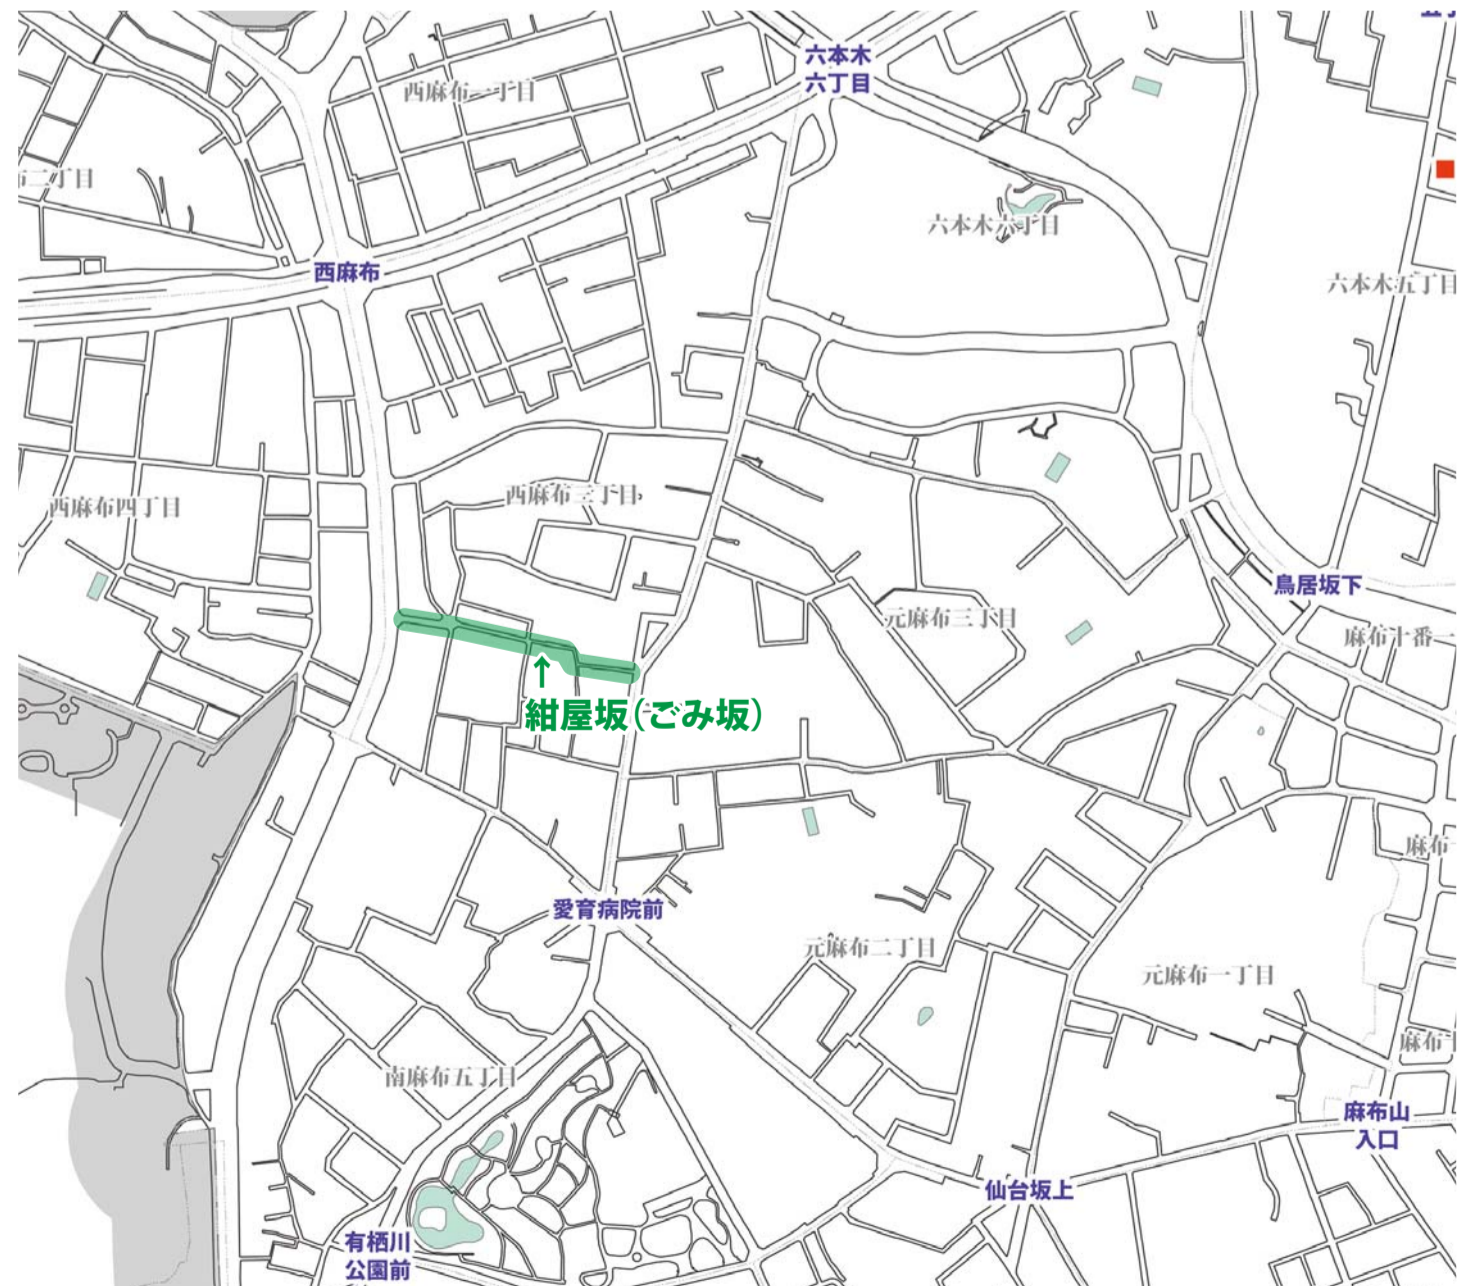 六本木
六丁目
西麻布一丁目
六本木六丁目
西麻布
六本木五丁目
西麻布三丁目
西麻布四丁目
鳥居坂下
元麻布三丁目
麻布十番一
紺屋坂(ごみ坂)
↑
麻布
愛育病院前
元麻布二丁目
元麻布一丁目
南麻布五丁目
麻布山
入口
仙台坂上
有栖川
公園前